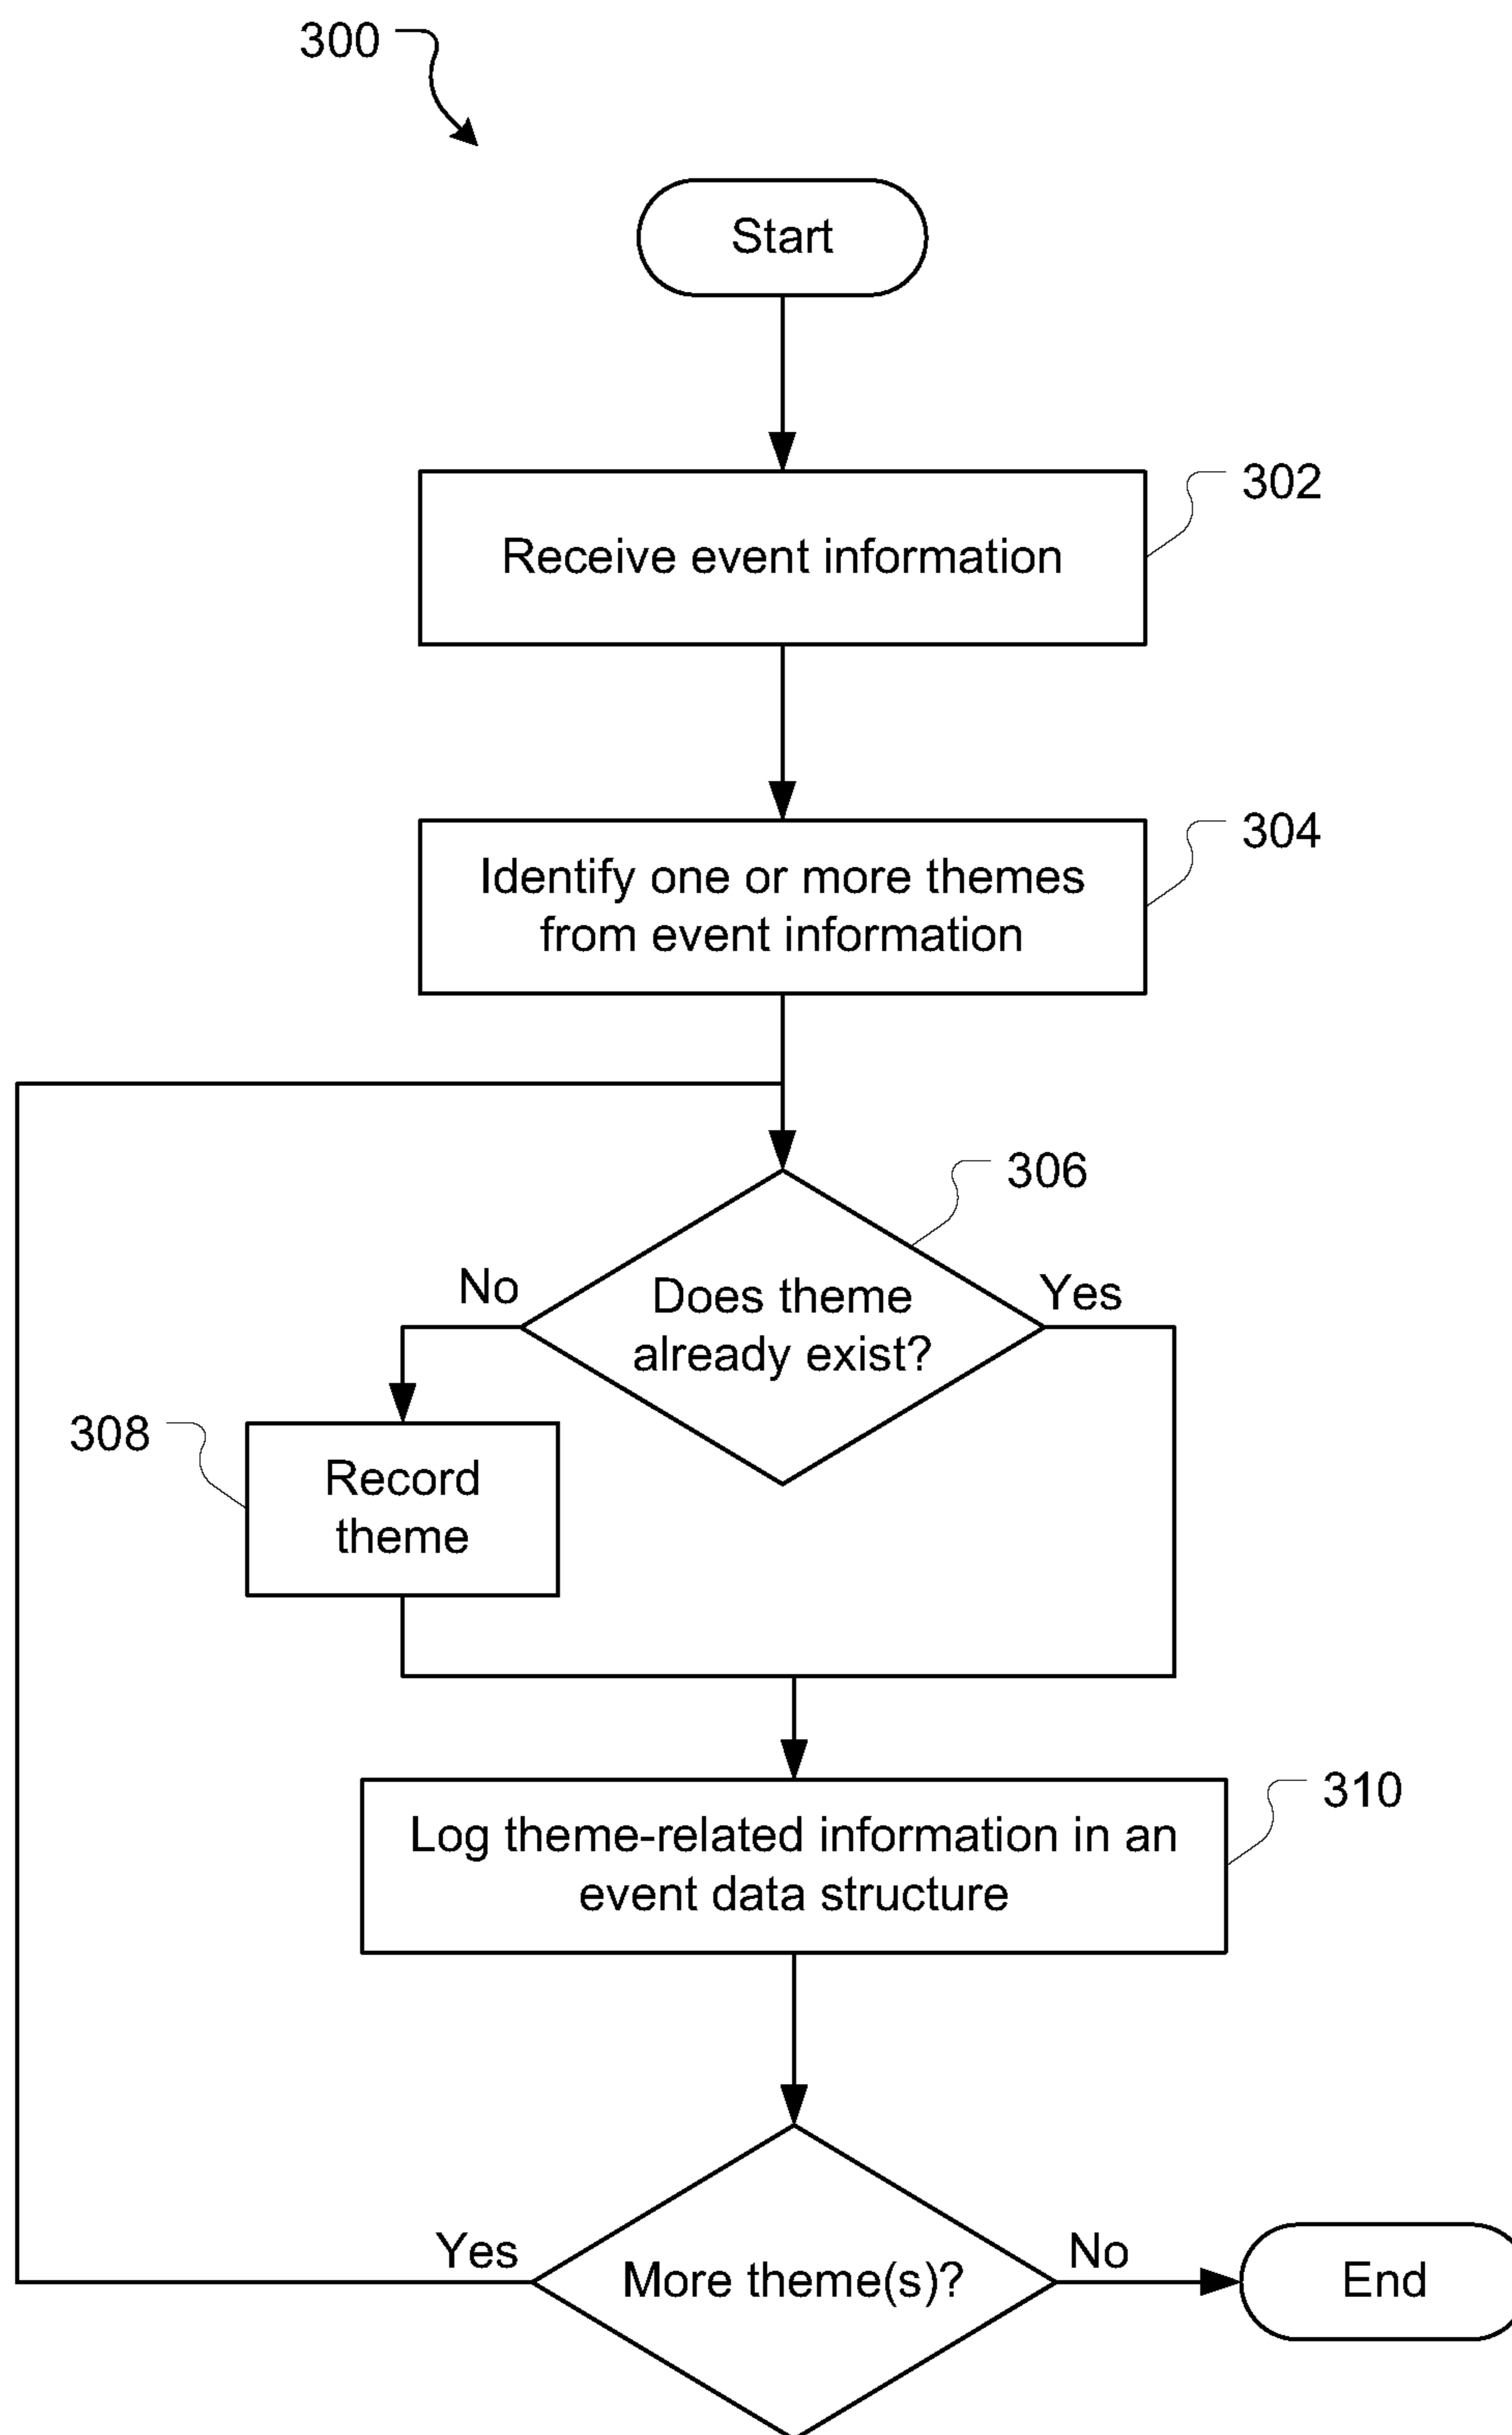 300
Start
302
Receive event information
304
Identify one or more themes
from event information
306
No
Does theme
already exist?
Yes
308
Record
theme
310
Log theme-related information in an
event data structure
Yes
More theme(s)?
No
End